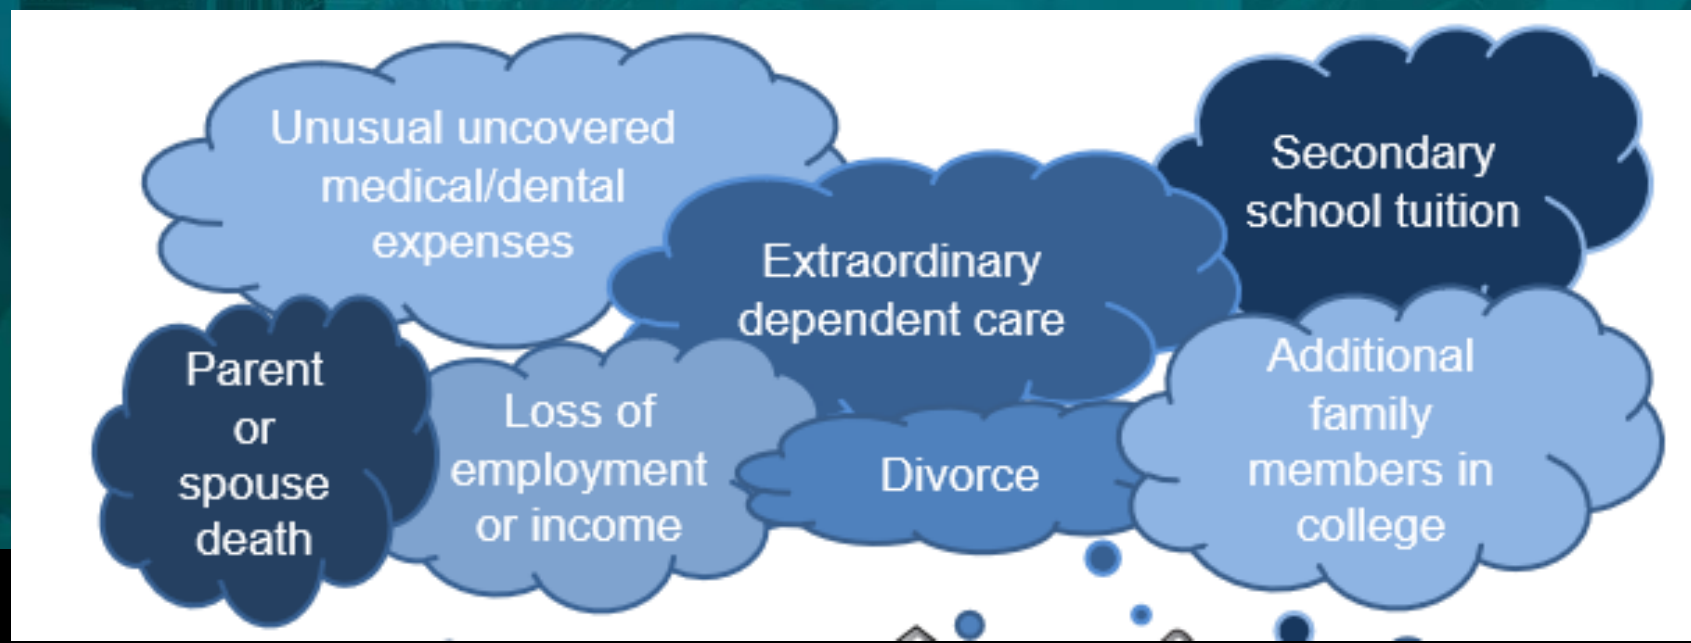 Unusual uncovered
medical/dental
expenses
Secondary
school tuition
Extraordinary
dependent care
Parent
or
spouse
death
Loss of
employment
or income
Divorce
Additional
family
members in
college